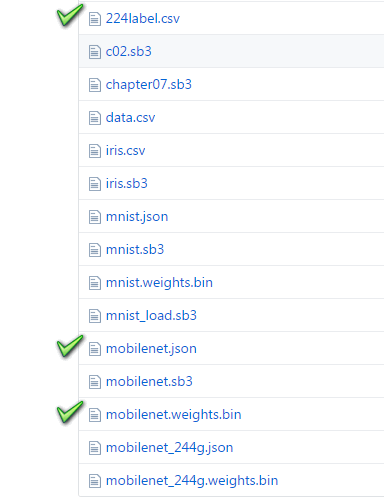 224label.csv
c02.sb3
chapter07.sb3
data.csv
iris.csv
iris.sb3
mnist.json
mnist.sb3
mnist.weights.bin
mnist_load.sb3
mobilenet.json
mobilenet.sb3
mobilenet.weights.bin
mobilenet_244g.json
mobilenet_244g.weights.bin